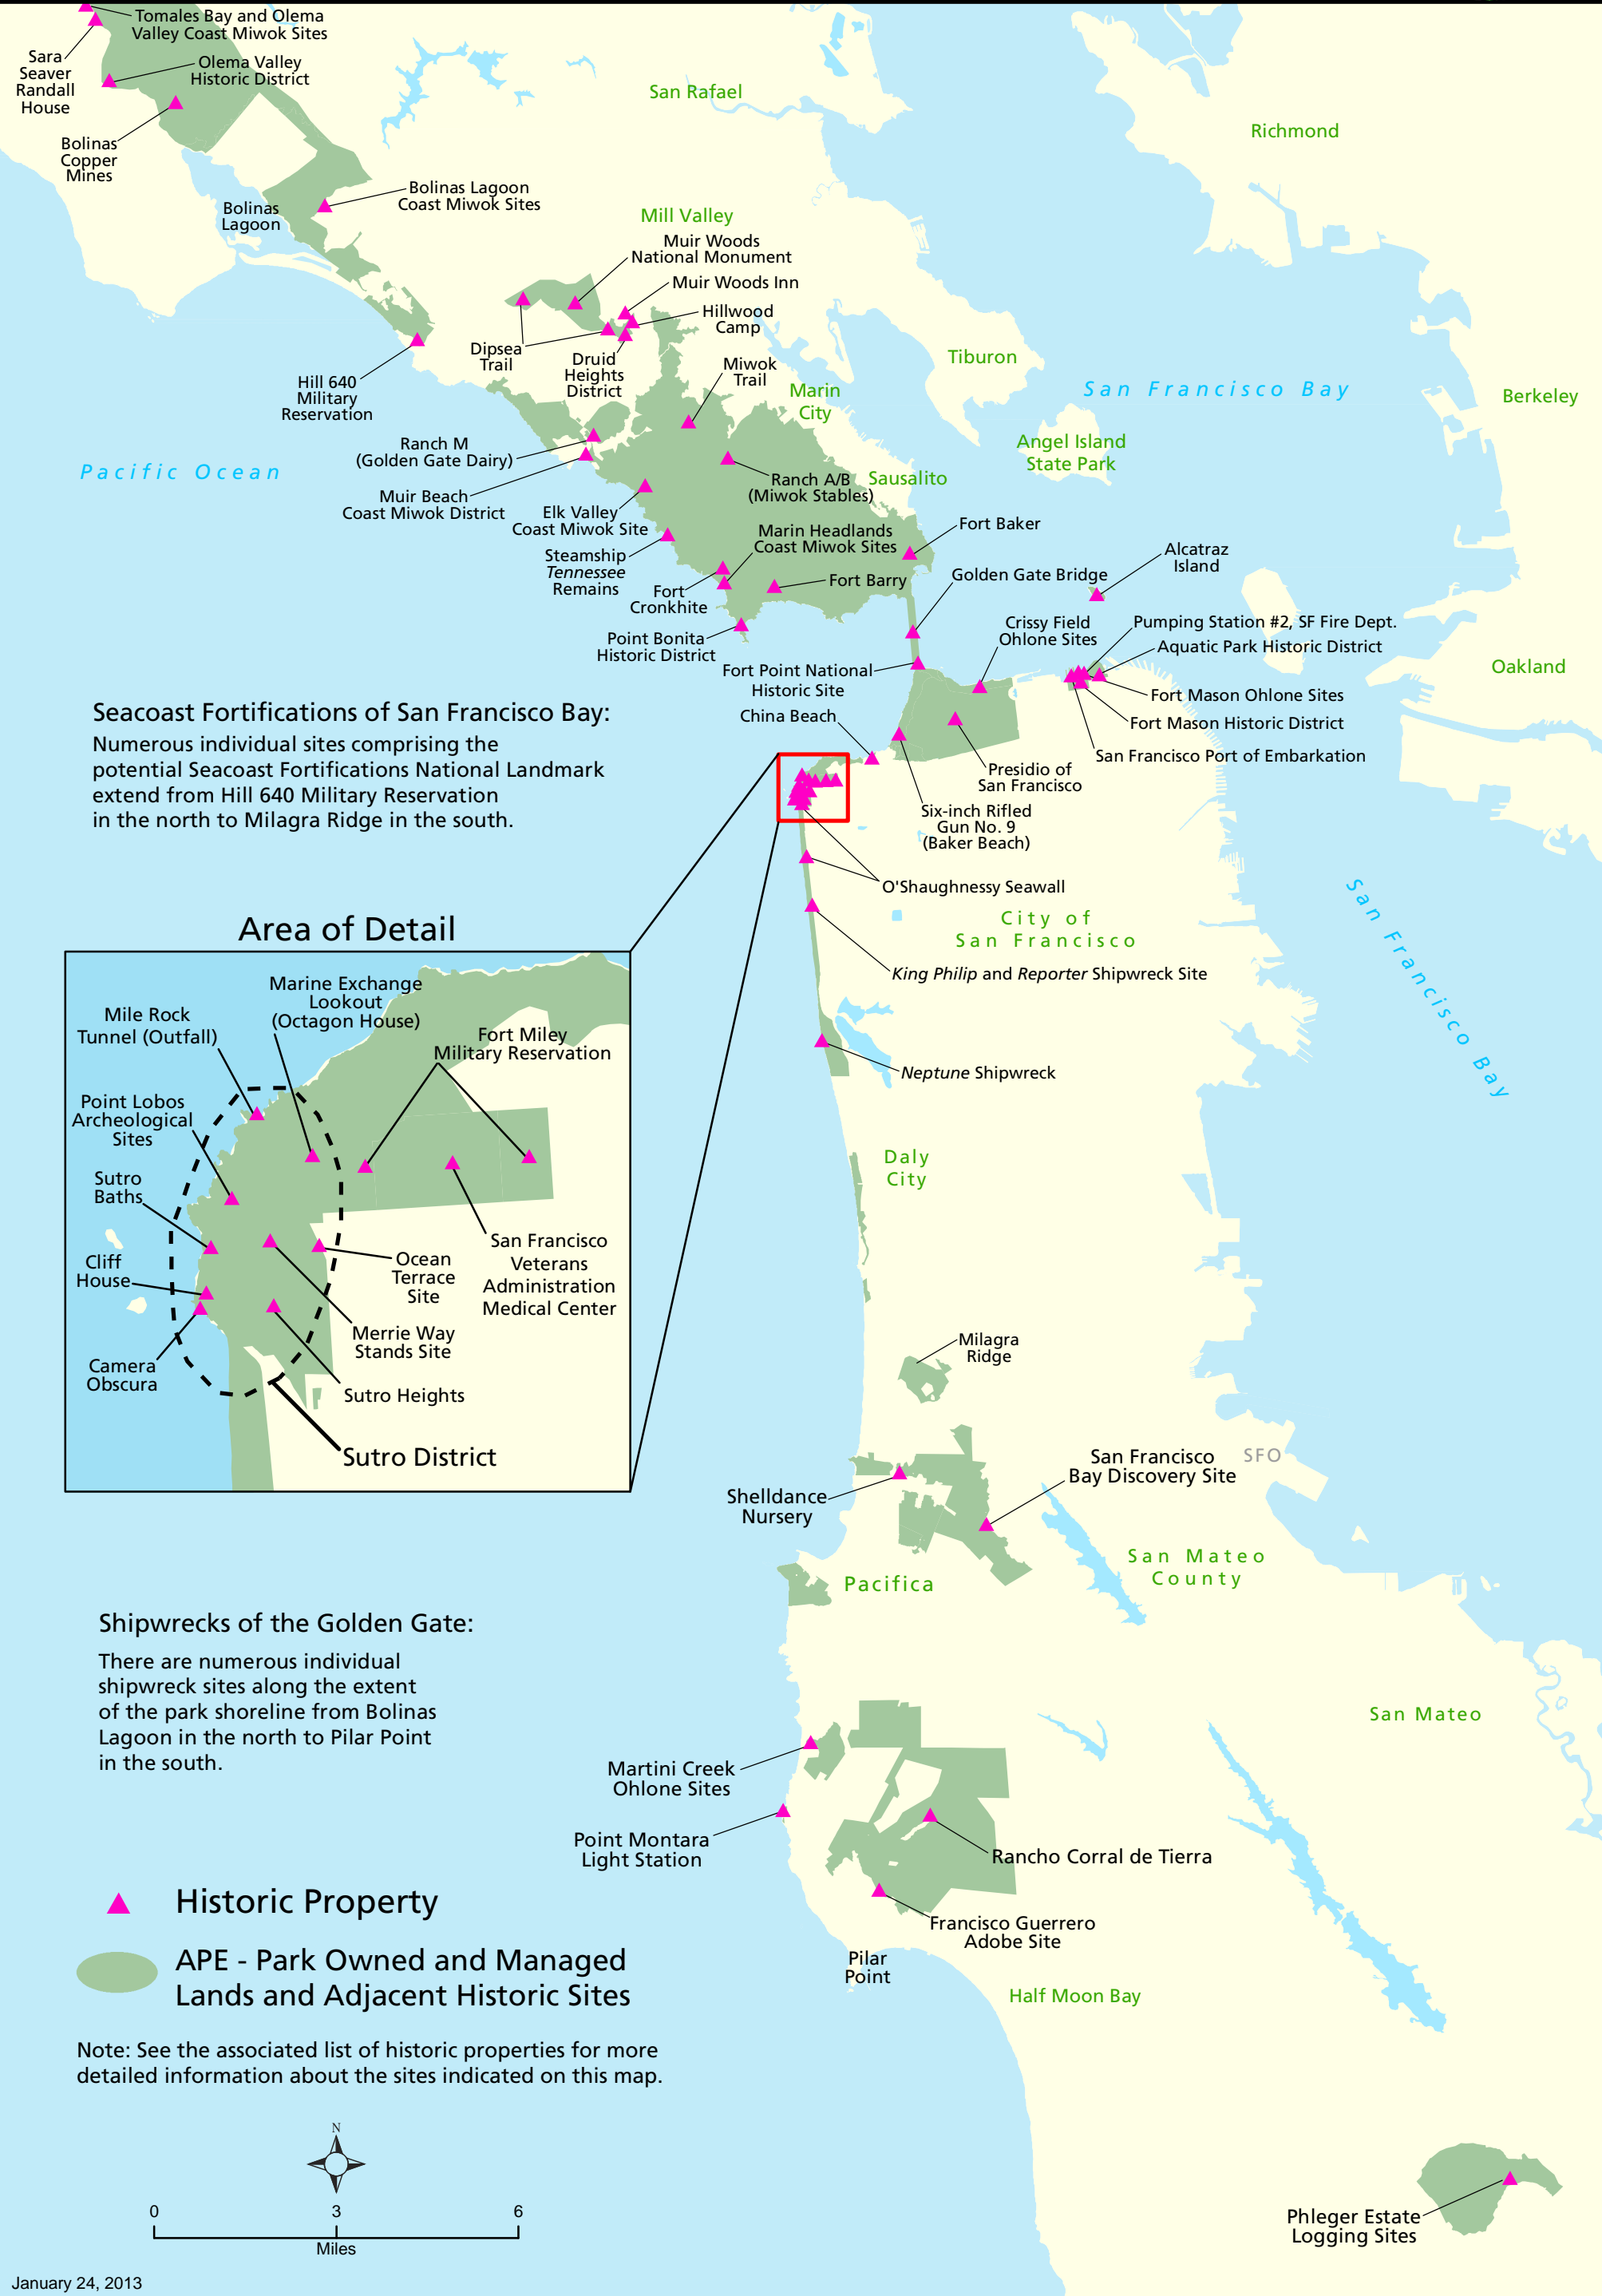 Tomales Bay and Olema
Valley Coast Miwok Sites
Sara
Seaver
Randall
House
Olema Valley
Historic District
Bolinas
Copper
Mines
San Rafael
Richmond
Bolinas
Lagoon
Bolinas Lagoon
Coast Miwok Sites
Mill Valley
Muir Woods
National Monument
Muir Woods Inn
Hillwood
Camp
Dipsea
Trail
Druid
Heights
District
Miwok
Trail
Tiburon
San Francisco Bay
Berkeley
Hill 640
Military
Reservation
Marin
City
Angel Island
State Park
Pacific Ocean
Ranch M
(Golden Gate Dairy)
Muir Beach
Coast Miwok District
Ranch A/B
(Miwok Stables)
Sausalito
Elk Valley
Coast Miwok Site
Steamship
Tennessee
Remains
Marin Headlands
Coast Miwok Sites
Fort Baker
Alcatraz
Island
Fort
Cronkhite
Fort Barry
Golden Gate Bridge
Point Bonita
Historic District
Crissy Field
Ohlone Sites
Pumping Station #2, SF Fire Dept.
Aquatic Park Historic District
Oakland
Fort Point National
Historic Site
Fort Mason Ohlone Sites
Fort Mason Historic District
San Francisco Port of Embarkation
China Beach
Presidio of
San Francisco
Six-inch Rifled
Gun No. 9
(Baker Beach)
Seacoast Fortifications of San Francisco Bay:
Numerous individual sites comprising the
potential Seacoast Fortifications National Landmark
extend from Hill 640 Military Reservation
in the north to Milagra Ridge in the south.
O'Shaughnessy Seawall
City of
San Francisco
San Francisco Bay
King Philip and Reporter Shipwreck Site
Neptune Shipwreck
Area of Detail
Marine Exchange
Lookout
(Octagon House)
Mile Rock
Tunnel (Outfall)
Fort Miley
Military Reservation
Point Lobos
Archeological
Sites
Sutro
Baths
Cliff
House
Camera
Obscura
Ocean
Terrace
Site
San Francisco
Veterans
Administration
Medical Center
Merrie Way
Stands Site
Sutro Heights
Sutro District
Daly
City
Milagra
Ridge
San Francisco
Bay Discovery Site
SFO
Shelldance
Nursery
San Mateo
County
Pacifica
Shipwrecks of the Golden Gate:
There are numerous individual
shipwreck sites along the extent
of the park shoreline from Bolinas
Lagoon in the north to Pilar Point
in the south.
San Mateo
Martini Creek
Ohlone Sites
Point Montara
Light Station
Rancho Corral de Tierra
Francisco Guerrero
Adobe Site
Pilar
Point
Half Moon Bay
Historic Property
APE - Park Owned and Managed
Lands and Adjacent Historic Sites
Note: See the associated list of historic properties for more
detailed information about the sites indicated on this map.
N
0 3 6
Miles
Phleger Estate
Logging Sites
January 24, 2013